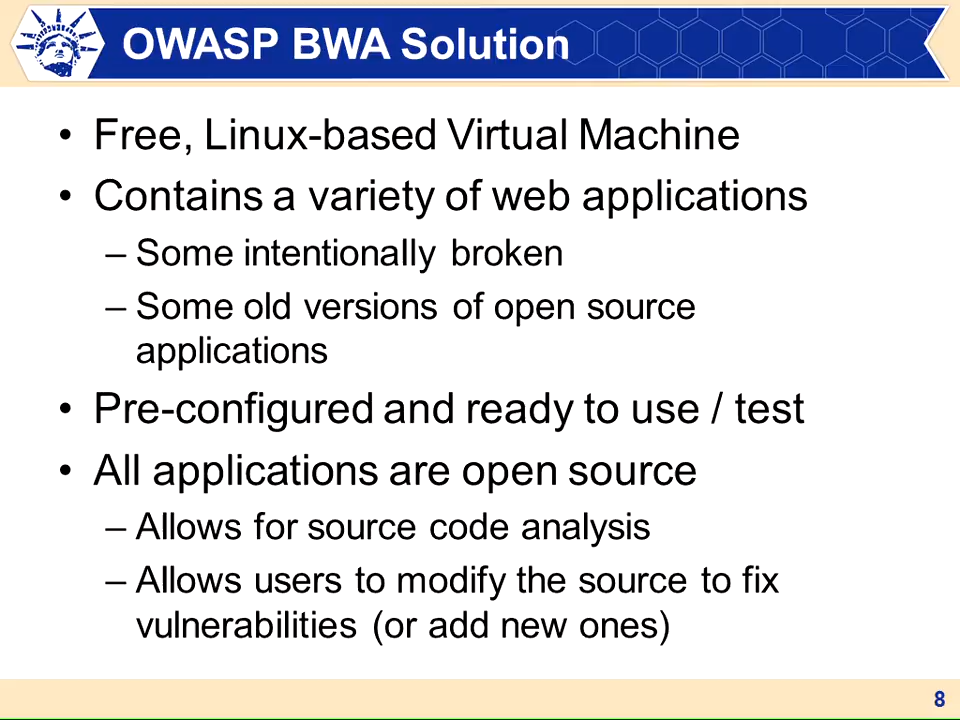 OWASP BWA Solution
• Free, Linux-based Virtual Machine
• Contains a variety of web applications
– Some intentionally broken
– Some old versions of open source
applications
• Pre-configured and ready to use / test
• All applications are open source
– Allows for source code analysis
– Allows users to modify the source to fix
vulnerabilities (or add new ones)
8